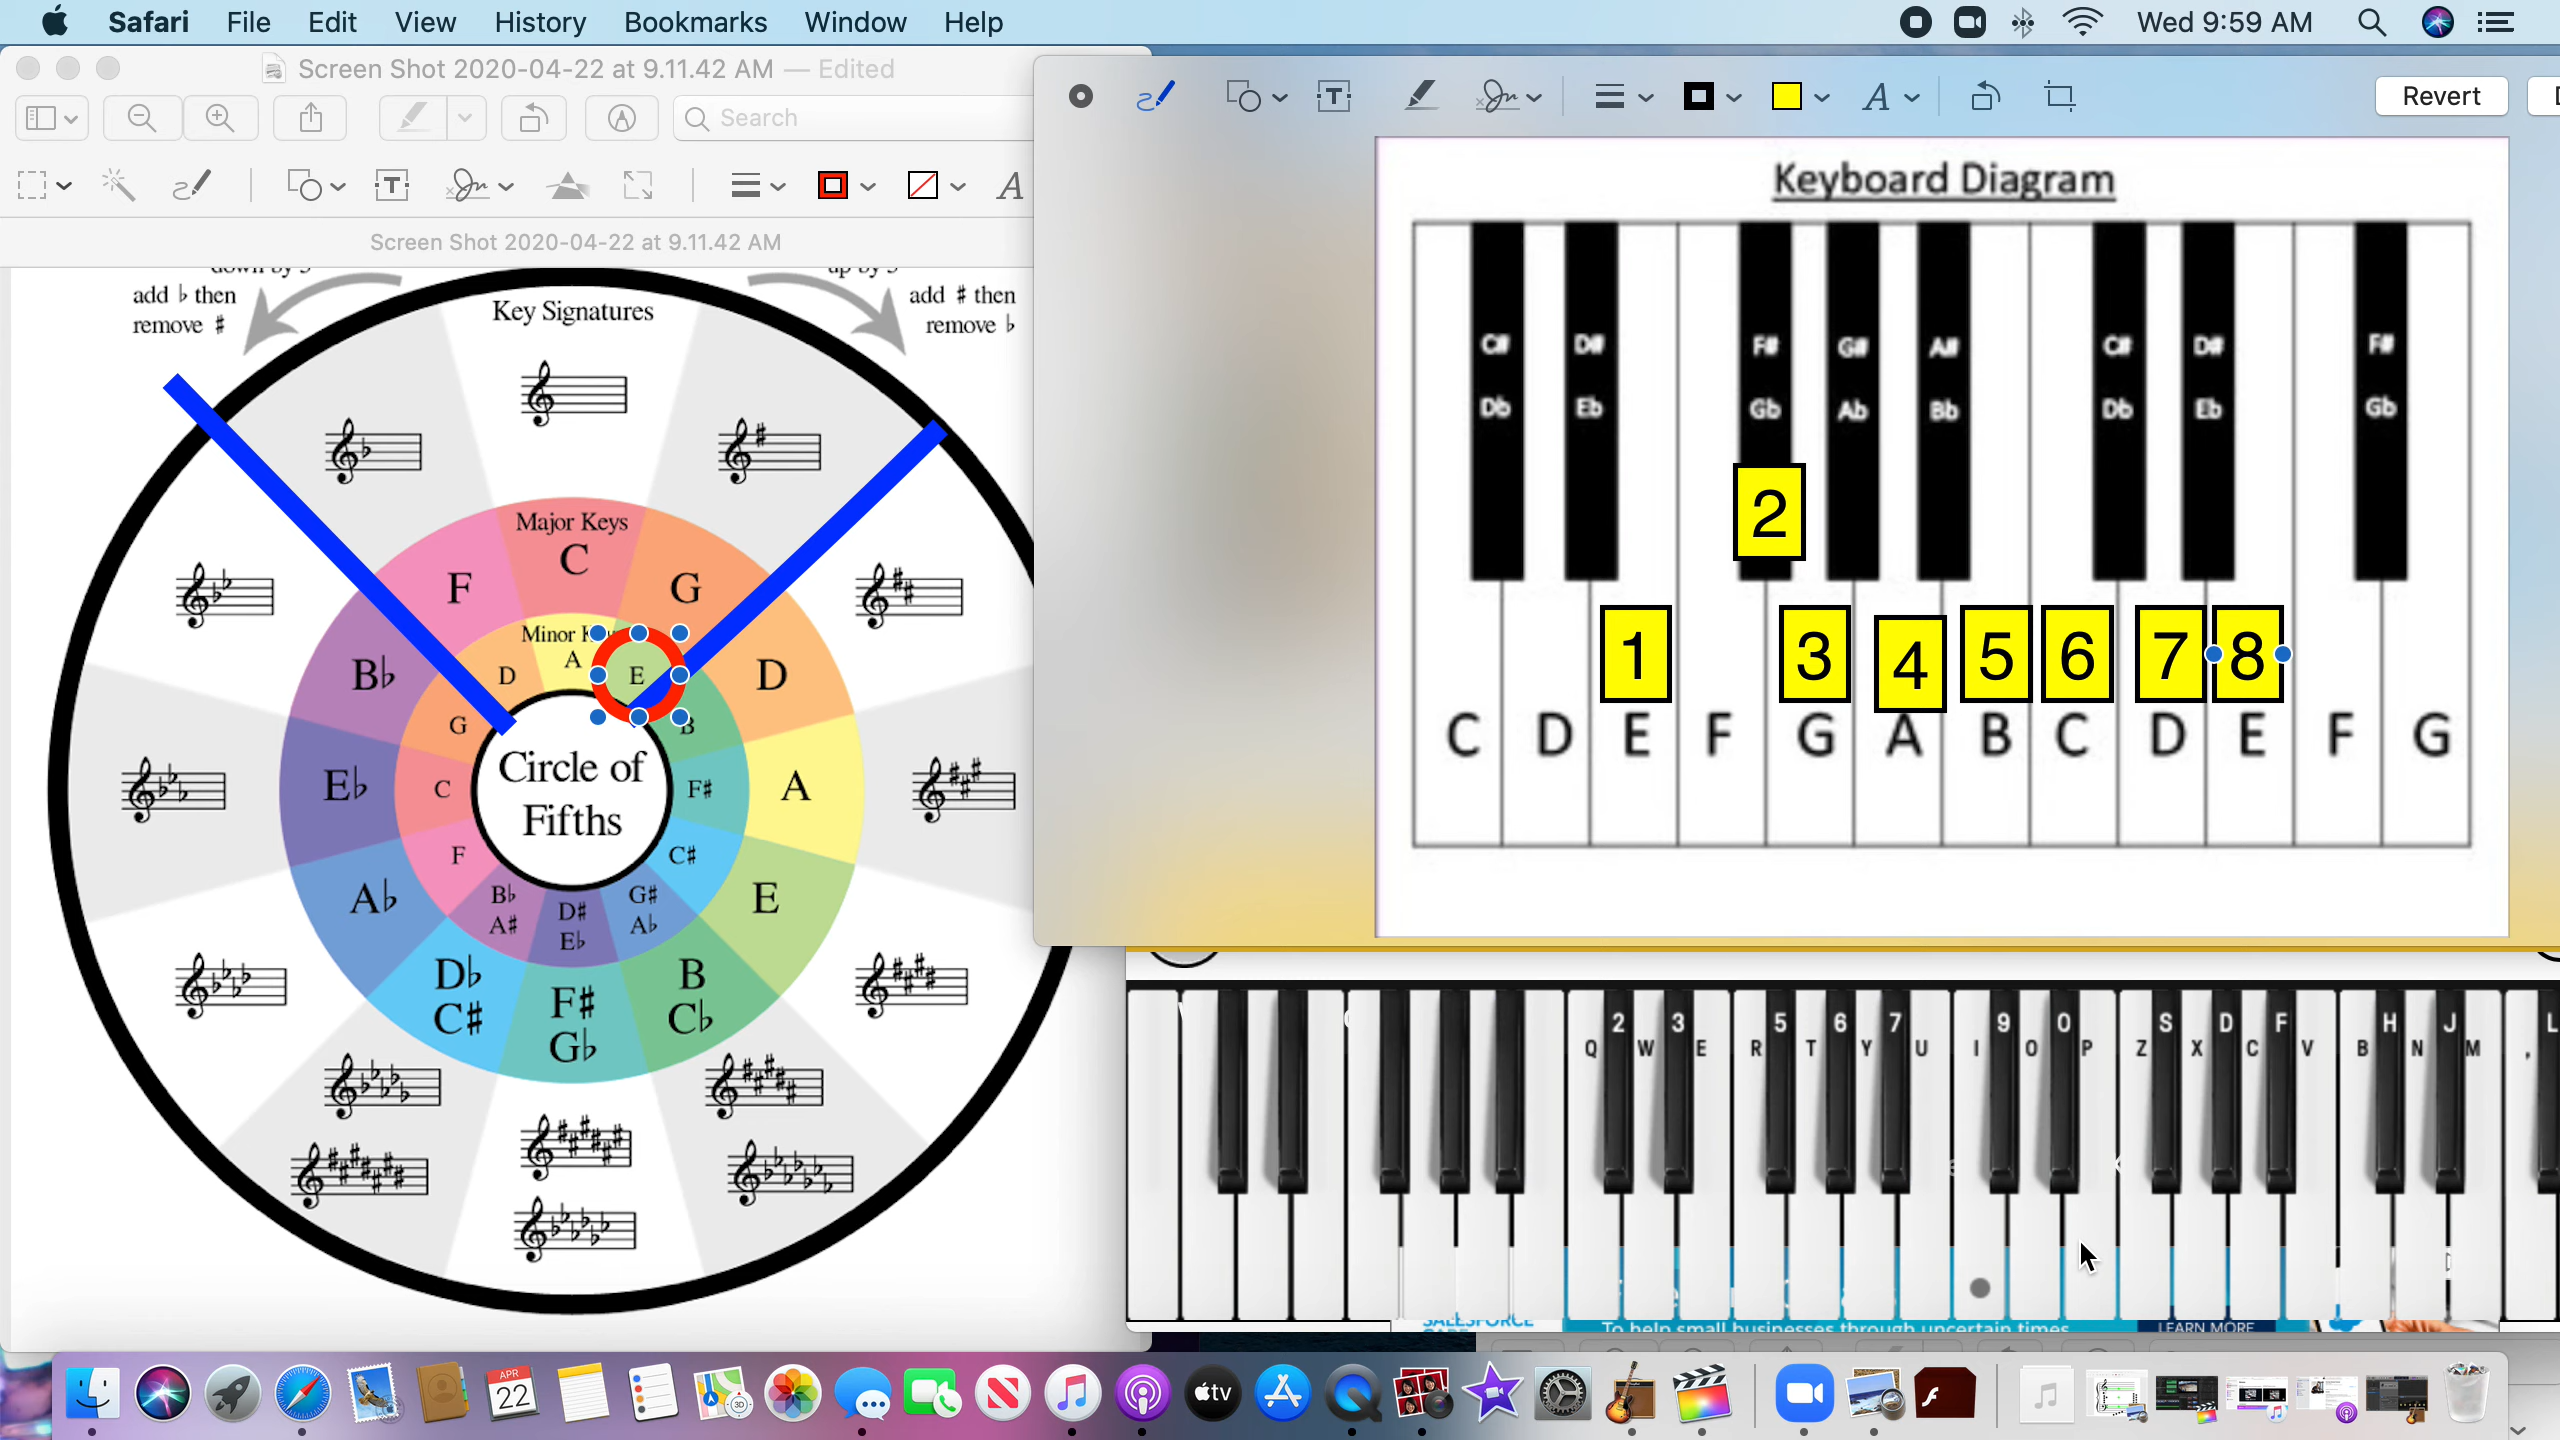 Safari File Edit View History Bookmarks Window Help Wed 9:59 AM
Screen Shot 2020-04-22 at 9.11.42 AM — Edited
Search
Revert
Screen Shot 2020-04-22 at 9.11.42 AM
add ♭ then
remove ♯
add ♯ then
remove ♭
Key Signatures
Major Keys
C
F
G
B♭
D
E♭
A
A♭
E
D♭
C♯
F♯
G♭
B
C♭
Minor
A
D
E
G
B
C
F♯
F
C♯
B♭
A♯
D♯
E♭
G♯
A♭
Circle of
Fifths
Keyboard Diagram
C# D# F# G# A# C# D# F#
Db Eb Gb Ab Bb Db Eb Gb
2
1 3 4 5 6 7 8
C D E F G A B C D E F G
2 3 5 6 7 9 0 S D F H J L
Q W E R T Y U I O P Z X C V B N M ,
SALESFORCE
To help small businesses through uncertain times
LEARN MORE
APR
22
3D
tv